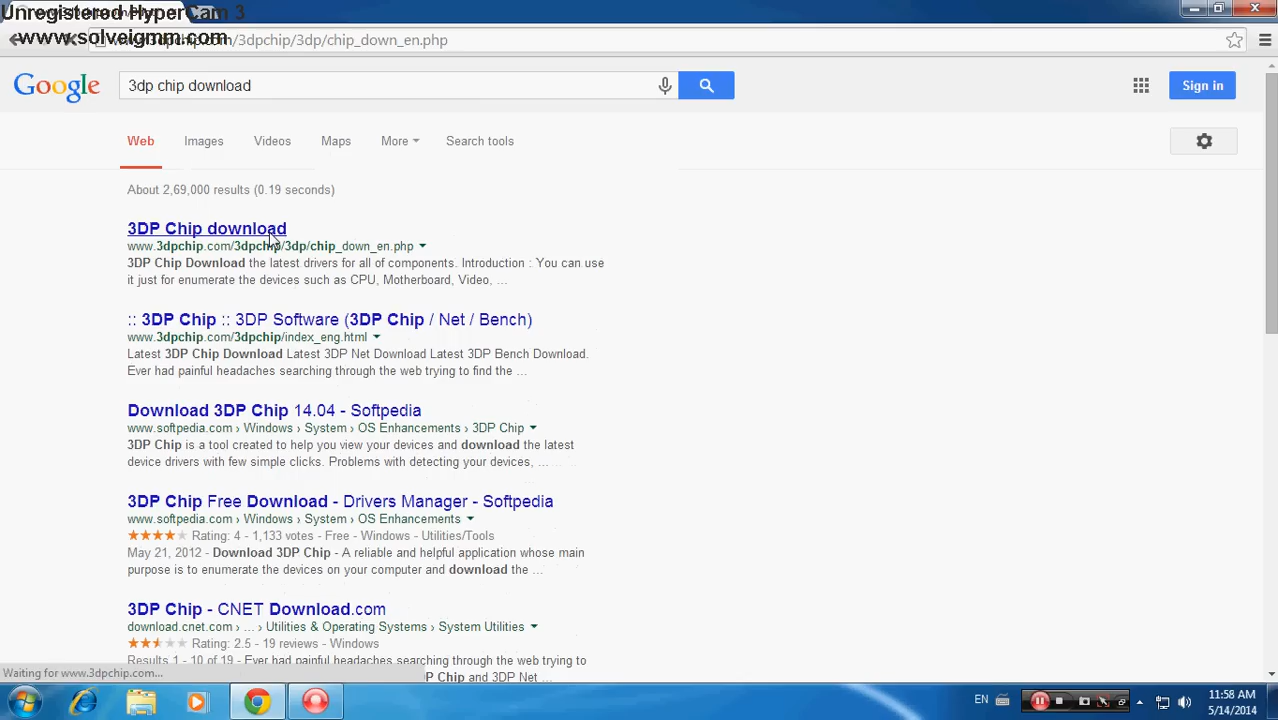 Unregistered HyperCam 3
www.solveigmm.com
/3dpchip/3dp/chip_down_en.php
Google
3dp chip download
Sign in
Web Images Videos Maps More Search tools
About 2,69,000 results (0.19 seconds)
3DP Chip download
www.3dpchip.com/3dpchip/3dp/chip_down_en.php
3DP Chip Download the latest drivers for all of components. Introduction : You can use
it just for enumerate the devices such as CPU, Motherboard, Video, ...
:: 3DP Chip :: 3DP Software (3DP Chip / Net / Bench)
www.3dpchip.com/3dpchip/index_eng.html
Latest 3DP Chip Download Latest 3DP Net Download Latest 3DP Bench Download.
Ever had painful headaches searching through the web trying to find the ...
Download 3DP Chip 14.04 - Softpedia
www.softpedia.com › Windows › System › OS Enhancements › 3DP Chip
3DP Chip is a tool created to help you view your devices and download the latest
device drivers with few simple clicks. Problems with detecting your devices, ...
3DP Chip Free Download - Drivers Manager - Softpedia
www.softpedia.com › Windows › System › OS Enhancements
Rating: 4 - 1,133 votes - Free - Windows - Utilities/Tools
May 21, 2012 - Download 3DP Chip - A reliable and helpful application whose main
purpose is to enumerate the devices on your computer and download the ...
3DP Chip - CNET Download.com
download.cnet.com › ... › Utilities & Operating Systems › System Utilities
Rating: 2.5 - 19 reviews - Windows
Results 1 - 10 of 19 - Ever had painful headaches searching through the web trying to
Chip and 3DP Net ...
Waiting for www.3dpchip.com...
EN
11:58 AM
5/14/2014